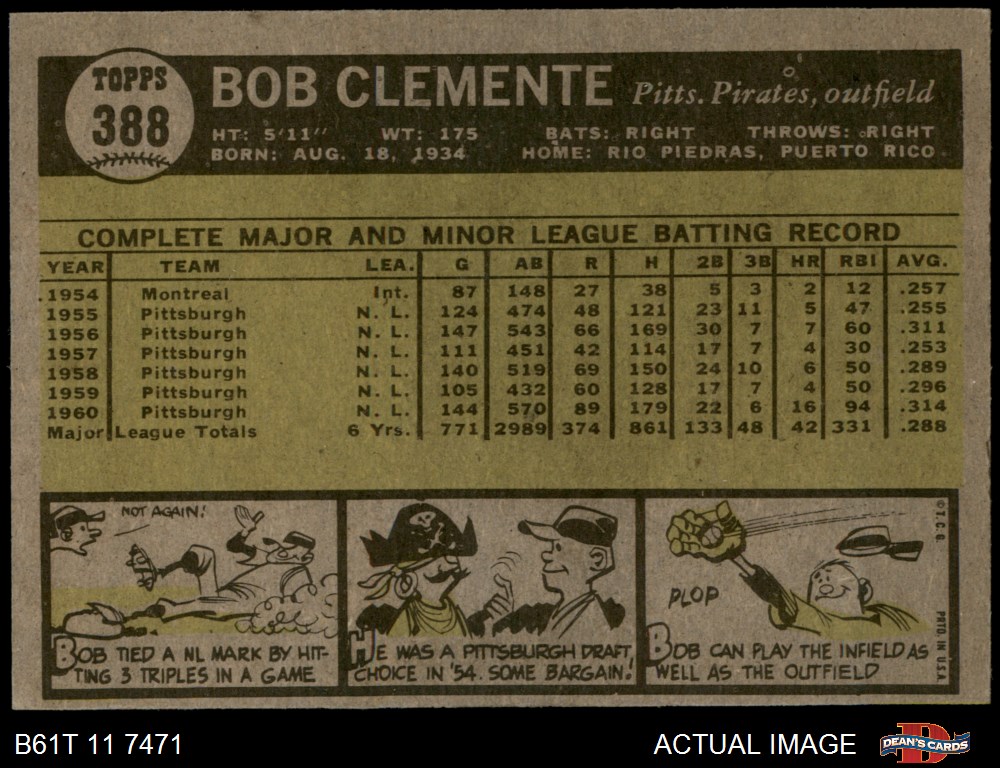 TOPPS
388
BOB CLEMENTE Pitts. Pirates, outfield
HT: 5'11" WT: 175 BATS: RIGHT THROWS: RIGHT
BORN: AUG. 18, 1934 HOME: RIO PIEDRAS, PUERTO RICO
COMPLETE MAJOR AND MINOR LEAGUE BATTING RECORD
YEAR TEAM LEA. G AB R H 2B 3B HR RBI AVG.
1954 Montreal Int. 87 148 27 38 5 3 2 12 .257
1955 Pittsburgh N. L. 124 474 48 121 23 11 5 47 .255
1956 Pittsburgh N. L. 147 543 66 169 30 7 7 60 .311
1957 Pittsburgh N. L. 111 451 42 114 17 7 4 30 .253
1958 Pittsburgh N. L. 140 519 69 150 24 10 6 50 .289
1959 Pittsburgh N. L. 105 432 60 128 17 7 4 50 .296
1960 Pittsburgh N. L. 144 570 89 179 22 6 16 94 .314
Major League Totals 6 Yrs. 771 2989 374 861 133 48 42 331 .288
NOT AGAIN!
BOB TIED A NL MARK BY HIT-
TING 3 TRIPLES IN A GAME
HE WAS A PITTSBURGH DRAFT
CHOICE IN '54. SOME BARGAIN!
PLOP
BOB CAN PLAY THE INFIELD AS
WELL AS THE OUTFIELD
© T. C. G. PRTD. IN U.S.A.
B61T 11 7471
ACTUAL IMAGE
D
DEAN'S CARDS